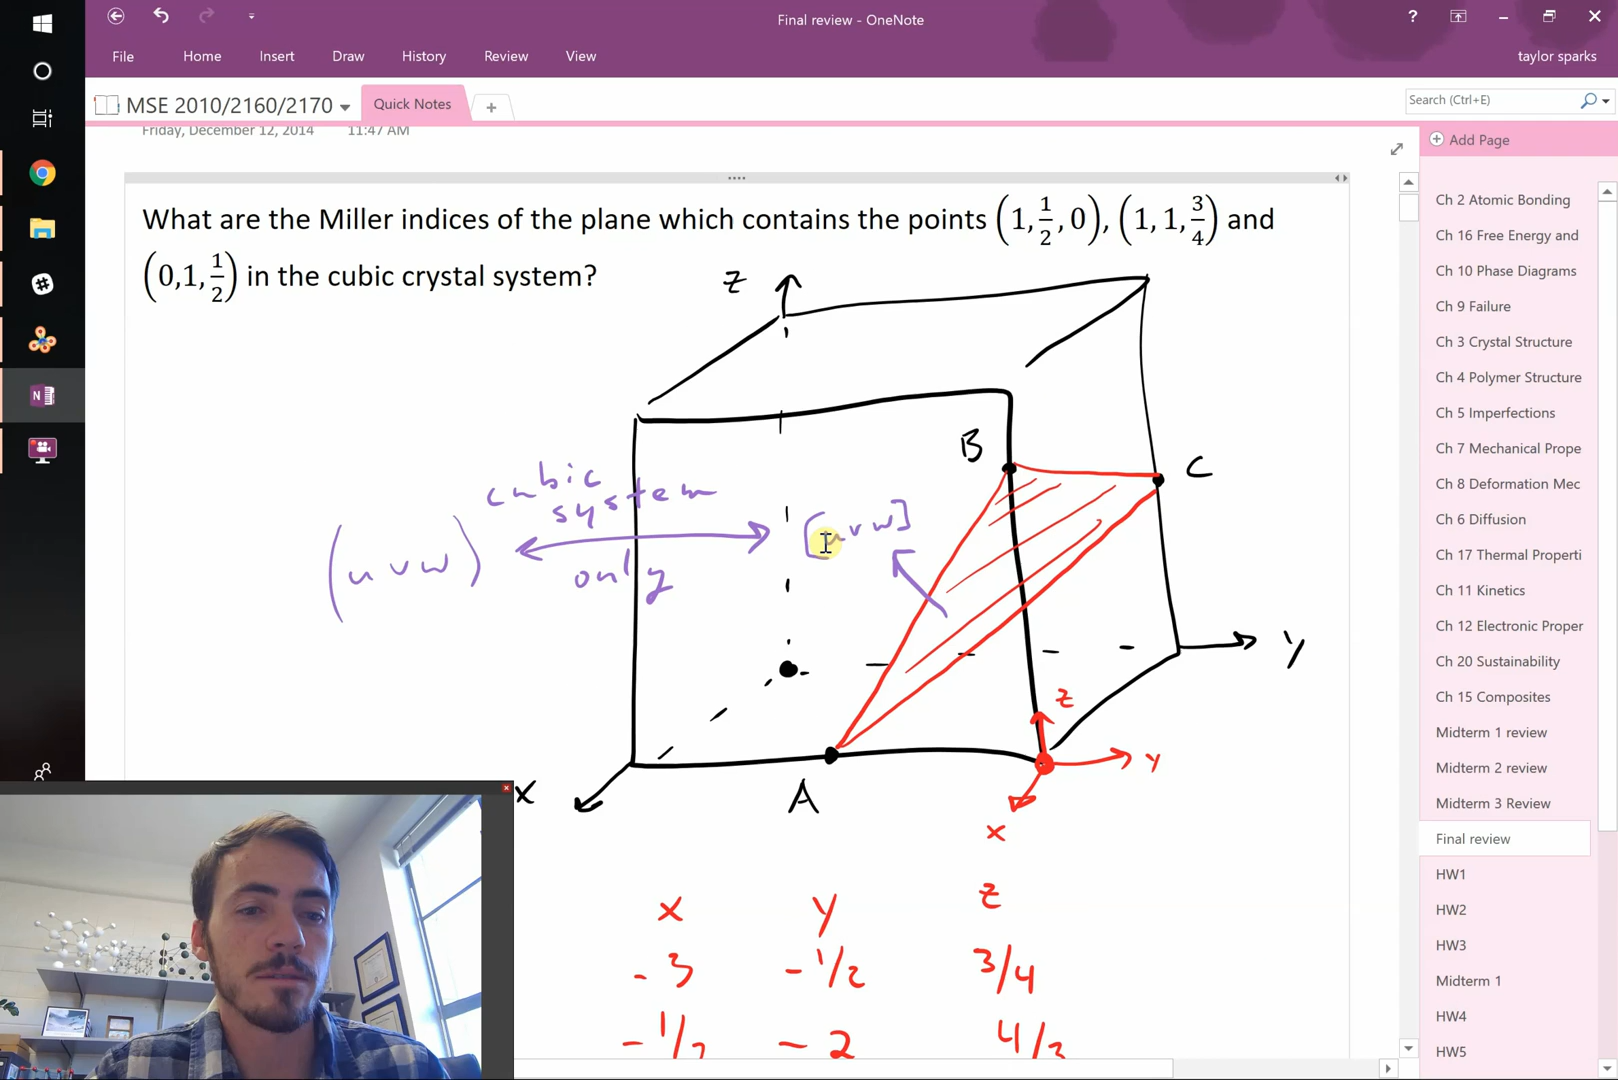 Final review - OneNote
?
File Home Insert Draw History Review View
taylor sparks
MSE 2010/2160/2170
Quick Notes
+
Search (Ctrl+E)
Friday, December 12, 2014 11:47 AM
What are the Miller indices of the plane which contains the points (1, 1/2, 0), (1, 1, 3/4) and
(0,1, 1/2) in the cubic crystal system?
Z
B
C
cubic
system
(u v w)
[u v w]
only
y
z
y
x
A
x
x y z
-3 -1/2 3/4
-2
Add Page
Ch 2 Atomic Bonding
Ch 16 Free Energy and
Ch 10 Phase Diagrams
Ch 9 Failure
Ch 3 Crystal Structure
Ch 4 Polymer Structure
Ch 5 Imperfections
Ch 7 Mechanical Prope
Ch 8 Deformation Mec
Ch 6 Diffusion
Ch 17 Thermal Properti
Ch 11 Kinetics
Ch 12 Electronic Proper
Ch 20 Sustainability
Ch 15 Composites
Midterm 1 review
Midterm 2 review
Midterm 3 Review
Final review
HW1
HW2
HW3
Midterm 1
HW4
HW5